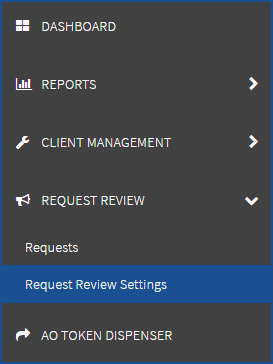 DASHBOARD
REPORTS
CLIENT MANAGEMENT
REQUEST REVIEW
Requests
Request Review Settings
AO TOKEN DISPENSER